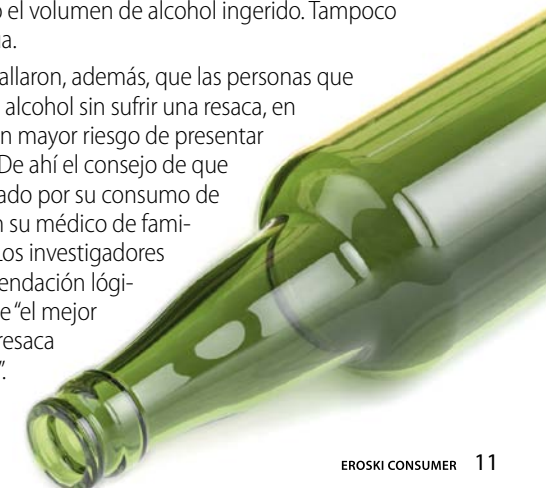 el volumen de alcohol ingerido. Tampoco
allaron, además, que las personas que
alcohol sin sufrir una resaca, en
n mayor riesgo de presentar
De ahí el consejo de que
ado por su consumo de
n su médico de fami-
Los investigadores
endación lógi-
e “el mejor
resaca
”.
EROSKI CONSUMER 11